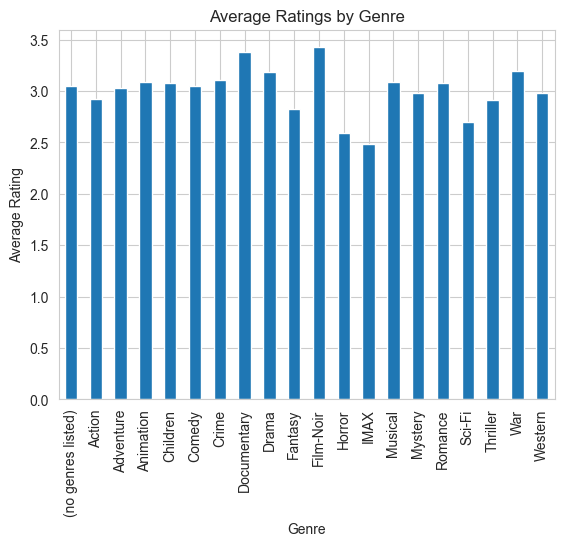 Average Ratings by Genre
3.5
3.0
2.5
2.0
1.5
1.0
0.5
0.0
Average Rating
(no genres listed)
Action
Adventure
Animation
Children
Comedy
Crime
Documentary
Drama
Fantasy
Film-Noir
Horror
IMAX
Musical
Mystery
Romance
Sci-Fi
Thriller
War
Western
Genre